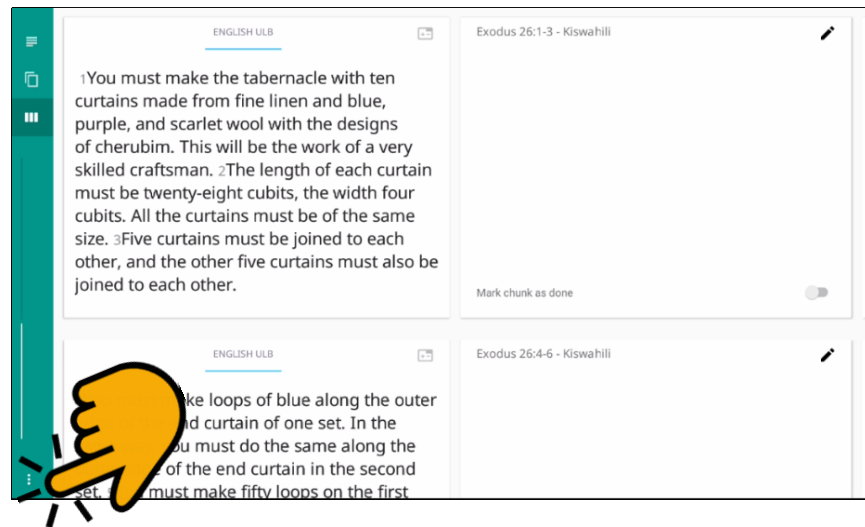 ENGLISH ULB
1You must make the tabernacle with ten
curtains made from fine linen and blue,
purple, and scarlet wool with the designs
of cherubim. This will be the work of a very
skilled craftsman. 2The length of each curtain
must be twenty-eight cubits, the width four
cubits. All the curtains must be of the same
size. 3Five curtains must be joined to each
other, and the other five curtains must also be
joined to each other.
Exodus 26:1-3 - Kiswahili
Mark chunk as done
ENGLISH ULB
loops of blue along the outer
curtain of one set. In the
must do the same along the
of the end curtain in the second
set. must make fifty loops on the first
Exodus 26:4-6 - Kiswahili